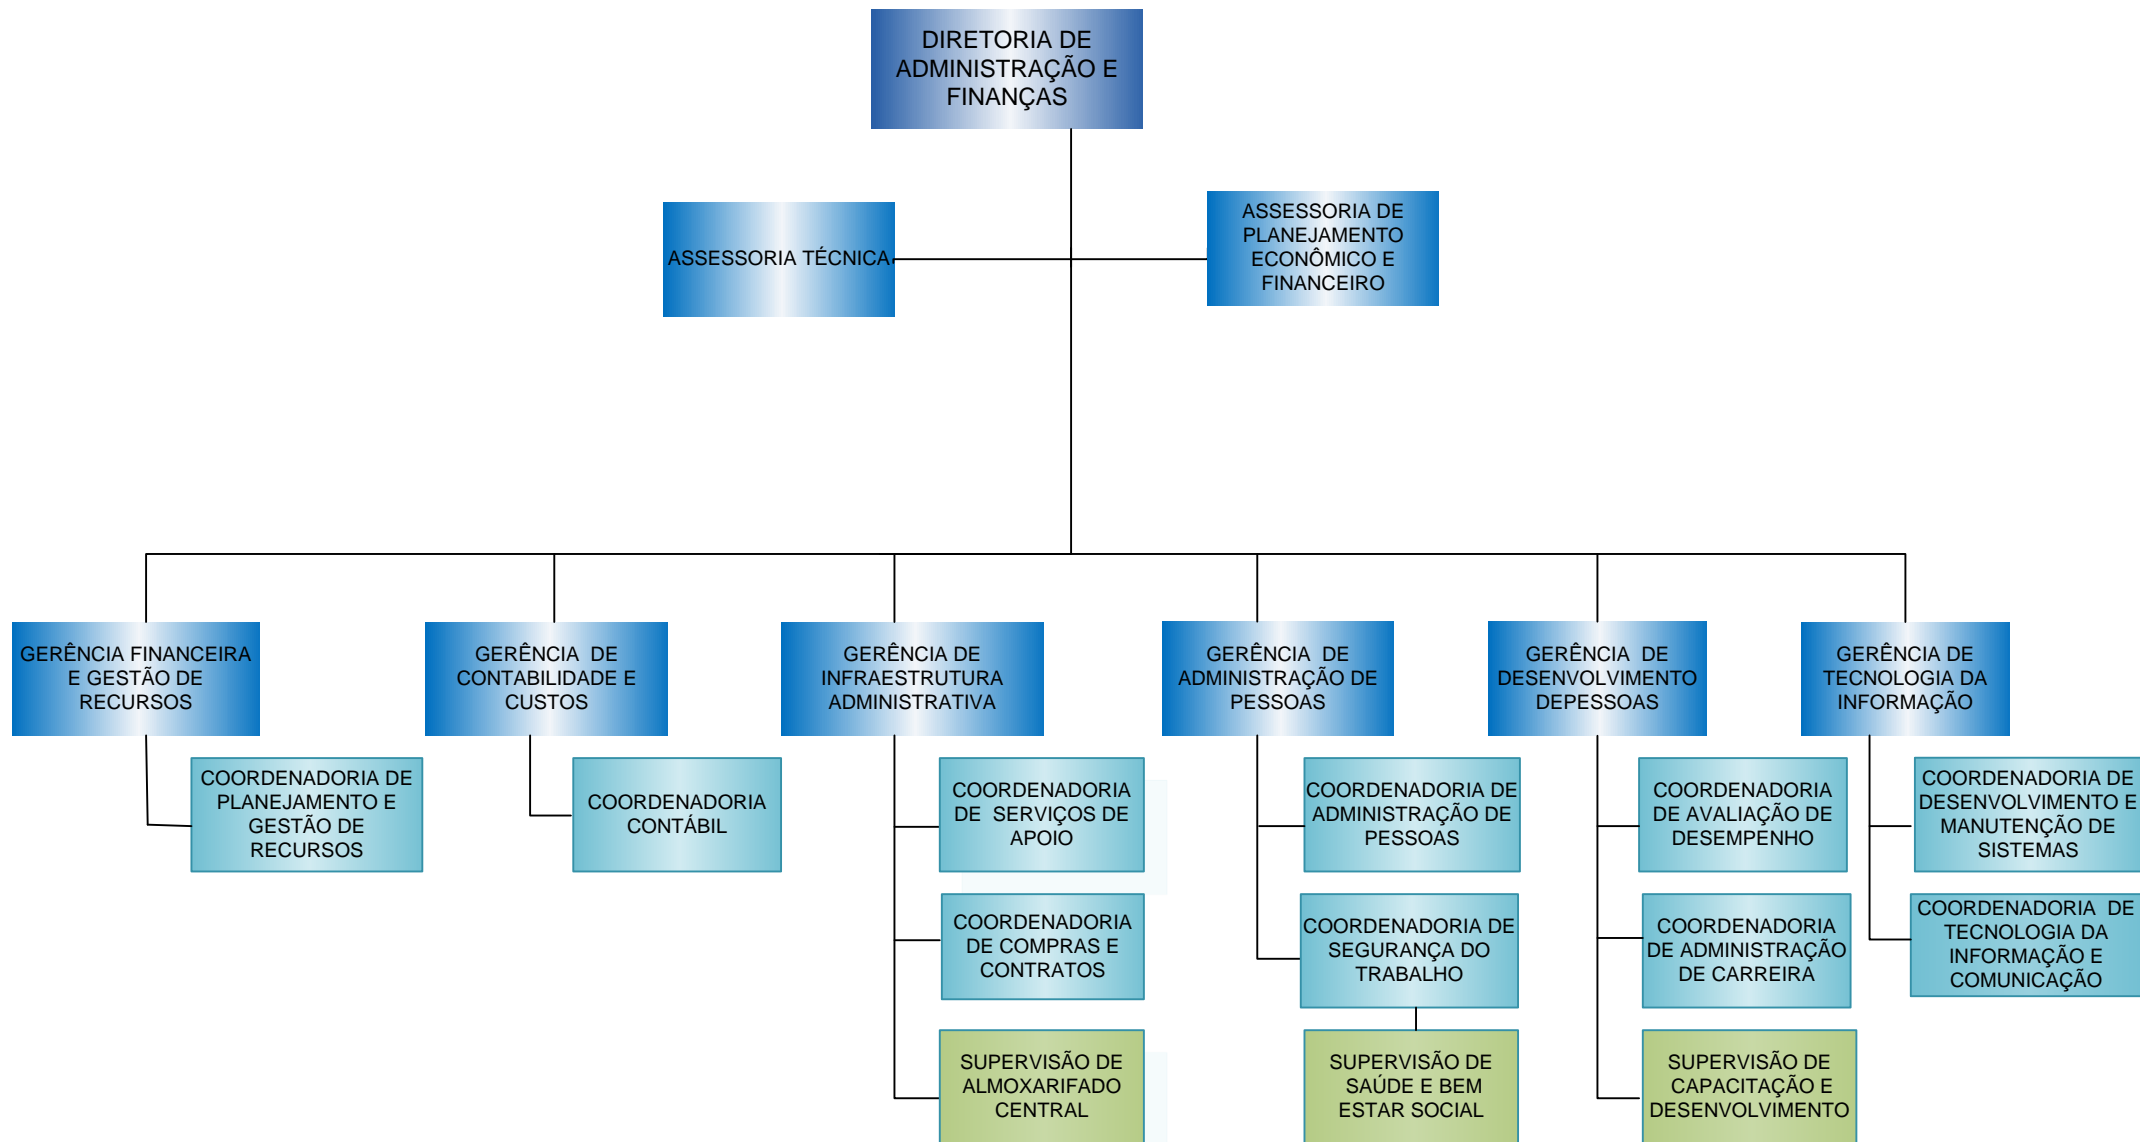 DIRETORIA DE
ADMINISTRAÇÃO E
FINANÇAS
ASSESSORIA TÉCNICA
ASSESSORIA DE
PLANEJAMENTO
ECONÔMICO E
FINANCEIRO
GERÊNCIA FINANCEIRA
E GESTÃO DE
RECURSOS
GERÊNCIA DE
CONTABILIDADE E
CUSTOS
GERÊNCIA DE
INFRAESTRUTURA
ADMINISTRATIVA
GERÊNCIA DE
ADMINISTRAÇÃO DE
PESSOAS
GERÊNCIA DE
DESENVOLVIMENTO
DEPESSOAS
GERÊNCIA DE
TECNOLOGIA DA
INFORMAÇÃO
COORDENADORIA DE
PLANEJAMENTO E
GESTÃO DE
RECURSOS
COORDENADORIA
CONTÁBIL
COORDENADORIA
DE SERVIÇOS DE
APOIO
COORDENADORIA DE
ADMINISTRAÇÃO DE
PESSOAS
COORDENADORIA
DE AVALIAÇÃO DE
DESEMPENHO
COORDENADORIA DE
DESENVOLVIMENTO E
MANUTENÇÃO DE
SISTEMAS
COORDENADORIA
DE COMPRAS E
CONTRATOS
COORDENADORIA DE
SEGURANÇA DO
TRABALHO
COORDENADORIA
DE ADMINISTRAÇÃO
DE CARREIRA
COORDENADORIA DE
TECNOLOGIA DA
INFORMAÇÃO E
COMUNICAÇÃO
SUPERVISÃO DE
ALMOXARIFADO
CENTRAL
SUPERVISÃO DE
SAÚDE E BEM
ESTAR SOCIAL
SUPERVISÃO DE
CAPACITAÇÃO E
DESENVOLVIMENTO